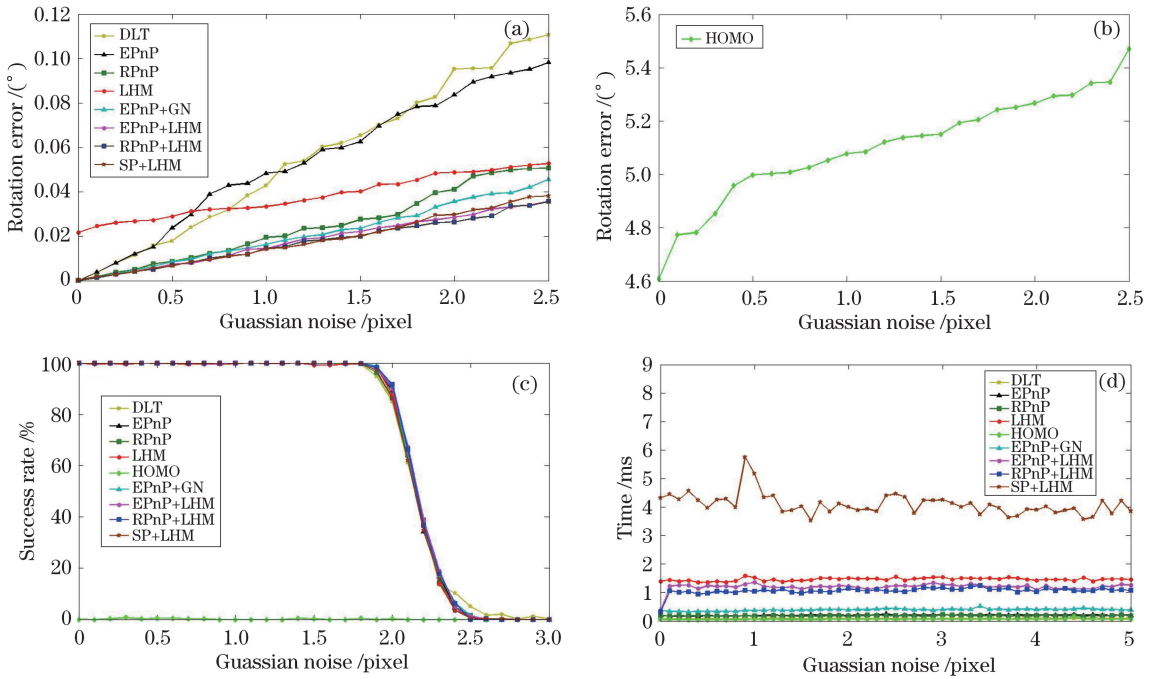 (a)
Rotation error /(°)
0.12
0.10
0.08
0.06
0.04
0.02
0
DLT
EPnP
RPnP
LHM
EPnP+GN
EPnP+LHM
RPnP+LHM
SP+LHM
0 0.5 1.0 1.5 2.0 2.5
Guassian noise /pixel
(b)
Rotation error /(°)
5.6
5.4
5.2
5.0
4.8
4.6
HOMO
0 0.5 1.0 1.5 2.0 2.5
Guassian noise /pixel
(c)
Success rate /%
100
80
60
40
20
0
DLT
EPnP
RPnP
LHM
HOMO
EPnP+GN
EPnP+LHM
RPnP+LHM
SP+LHM
0 0.5 1.0 1.5 2.0 2.5 3.0
Guassian noise /pixel
(d)
Time /ms
9
8
7
6
5
4
3
2
1
0
DLT
EPnP
RPnP
LHM
HOMO
EPnP+GN
EPnP+LHM
RPnP+LHM
SP+LHM
0 1 2 3 4 5
Guassian noise /pixel